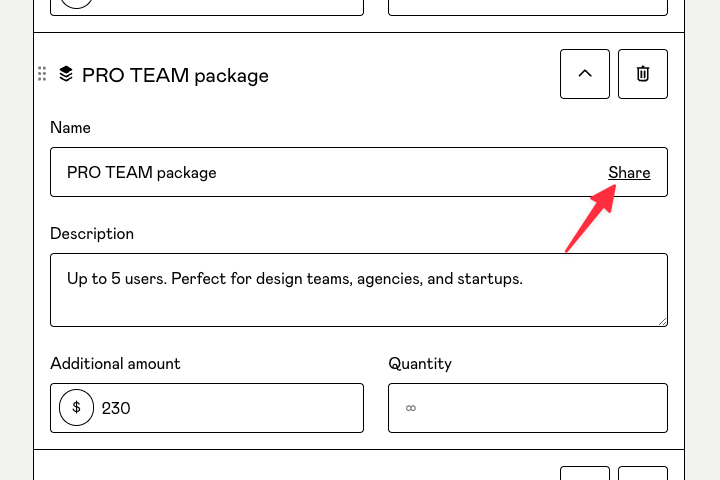 PRO TEAM package
Name
PRO TEAM package Share
Description
Up to 5 users. Perfect for design teams, agencies, and startups.
Additional amount Quantity
$ 230 ∞